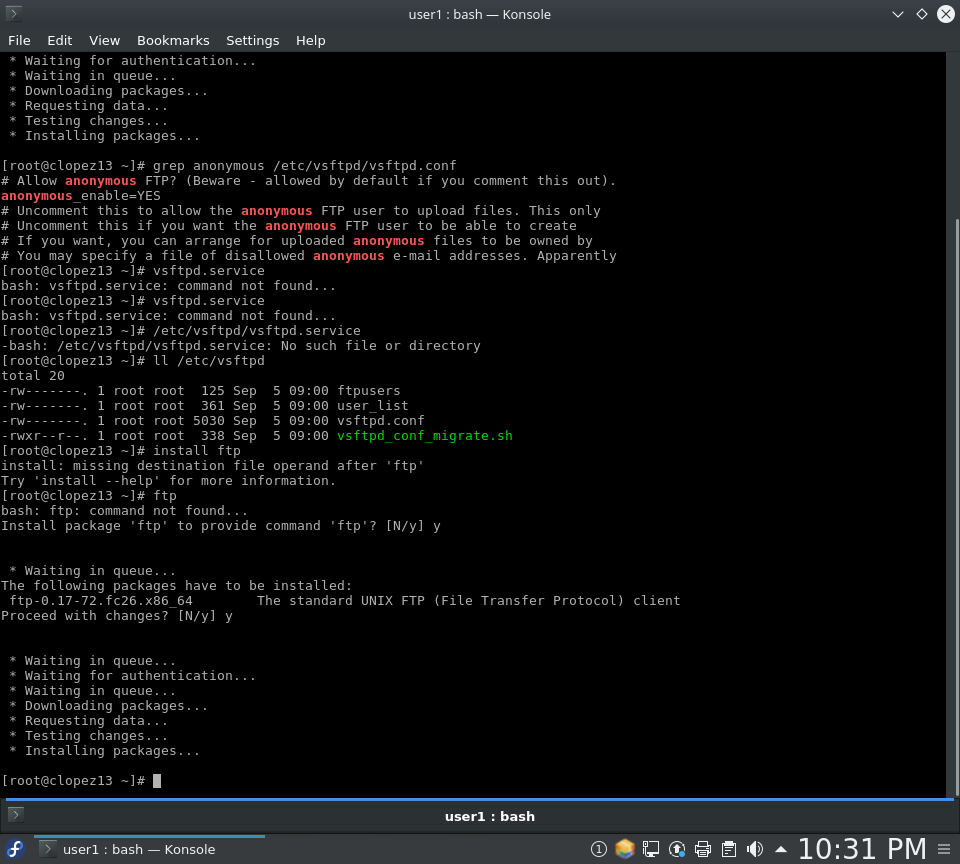 user1 : bash — Konsole
File Edit View Bookmarks Settings Help
* Waiting for authentication...
* Waiting in queue...
* Downloading packages...
* Requesting data...
* Testing changes...
* Installing packages...
[root@clopez13 ~]# grep anonymous /etc/vsftpd/vsftpd.conf
# Allow anonymous FTP? (Beware - allowed by default if you comment this out).
anonymous_enable=YES
# Uncomment this to allow the anonymous FTP user to upload files. This only
# Uncomment this if you want the anonymous FTP user to be able to create
# If you want, you can arrange for uploaded anonymous files to be owned by
# You may specify a file of disallowed anonymous e-mail addresses. Apparently
[root@clopez13 ~]# vsftpd.service
bash: vsftpd.service: command not found...
[root@clopez13 ~]# vsftpd.service
bash: vsftpd.service: command not found...
[root@clopez13 ~]# /etc/vsftpd/vsftpd.service
-bash: /etc/vsftpd/vsftpd.service: No such file or directory
[root@clopez13 ~]# ll /etc/vsftpd
total 20
-rw-------. 1 root root  125 Sep  5 09:00 ftpusers
-rw-------. 1 root root  361 Sep  5 09:00 user_list
-rw-------. 1 root root 5030 Sep  5 09:00 vsftpd.conf
-rwxr--r--. 1 root root  338 Sep  5 09:00 vsftpd_conf_migrate.sh
[root@clopez13 ~]# install ftp
install: missing destination file operand after 'ftp'
Try 'install --help' for more information.
[root@clopez13 ~]# ftp
bash: ftp: command not found...
Install package 'ftp' to provide command 'ftp'? [N/y] y
* Waiting in queue...
The following packages have to be installed:
ftp-0.17-72.fc26.x86_64        The standard UNIX FTP (File Transfer Protocol) client
Proceed with changes? [N/y] y
* Waiting in queue...
* Waiting for authentication...
* Waiting in queue...
* Downloading packages...
* Requesting data...
* Testing changes...
* Installing packages...
[root@clopez13 ~]#
user1 : bash
user1 : bash — Konsole 1 10:31 PM